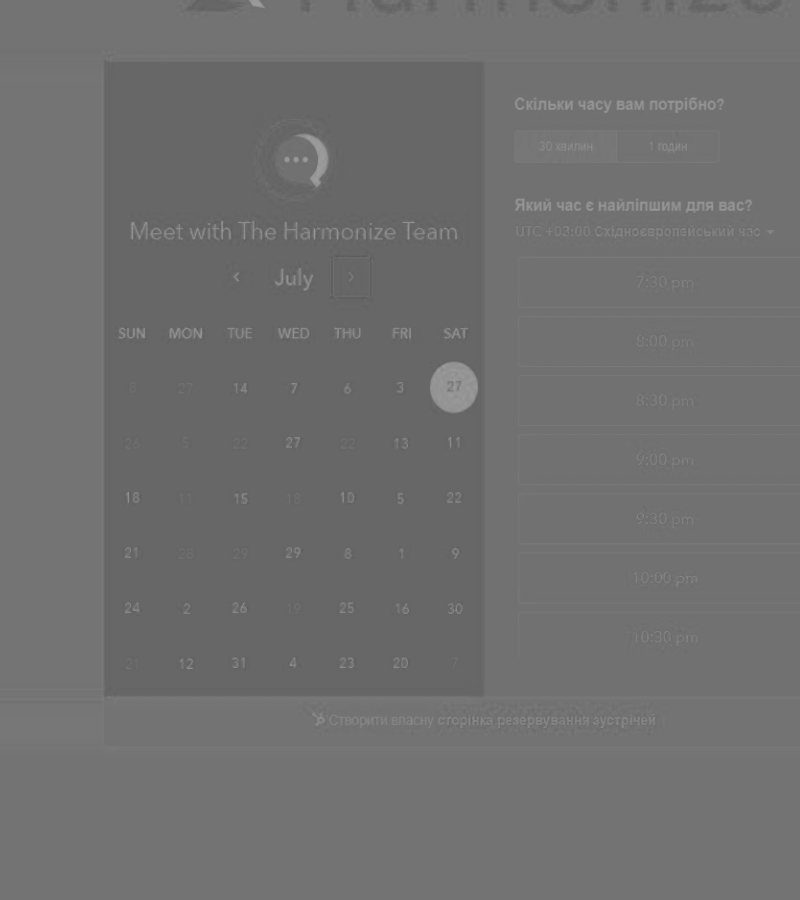 Meet with The Harmonize Team
‹ July ›
SUN MON TUE WED THU FRI SAT
8 27 14 7 6 3 27
26 5 22 27 22 13 11
18 11 15 18 10 5 22
21 28 29 29 8 1 9
24 2 26 19 25 16 30
21 12 31 4 23 20 7
Скільки часу вам потрібно?
30 хвилин 1 годин
Який час є найліпшим для вас?
UTC +03:00 Східноєвропейський час
7:30 pm
8:00 pm
8:30 pm
9:00 pm
9:30 pm
10:00 pm
10:30 pm
Створити власну сторінка резервування зустрічей